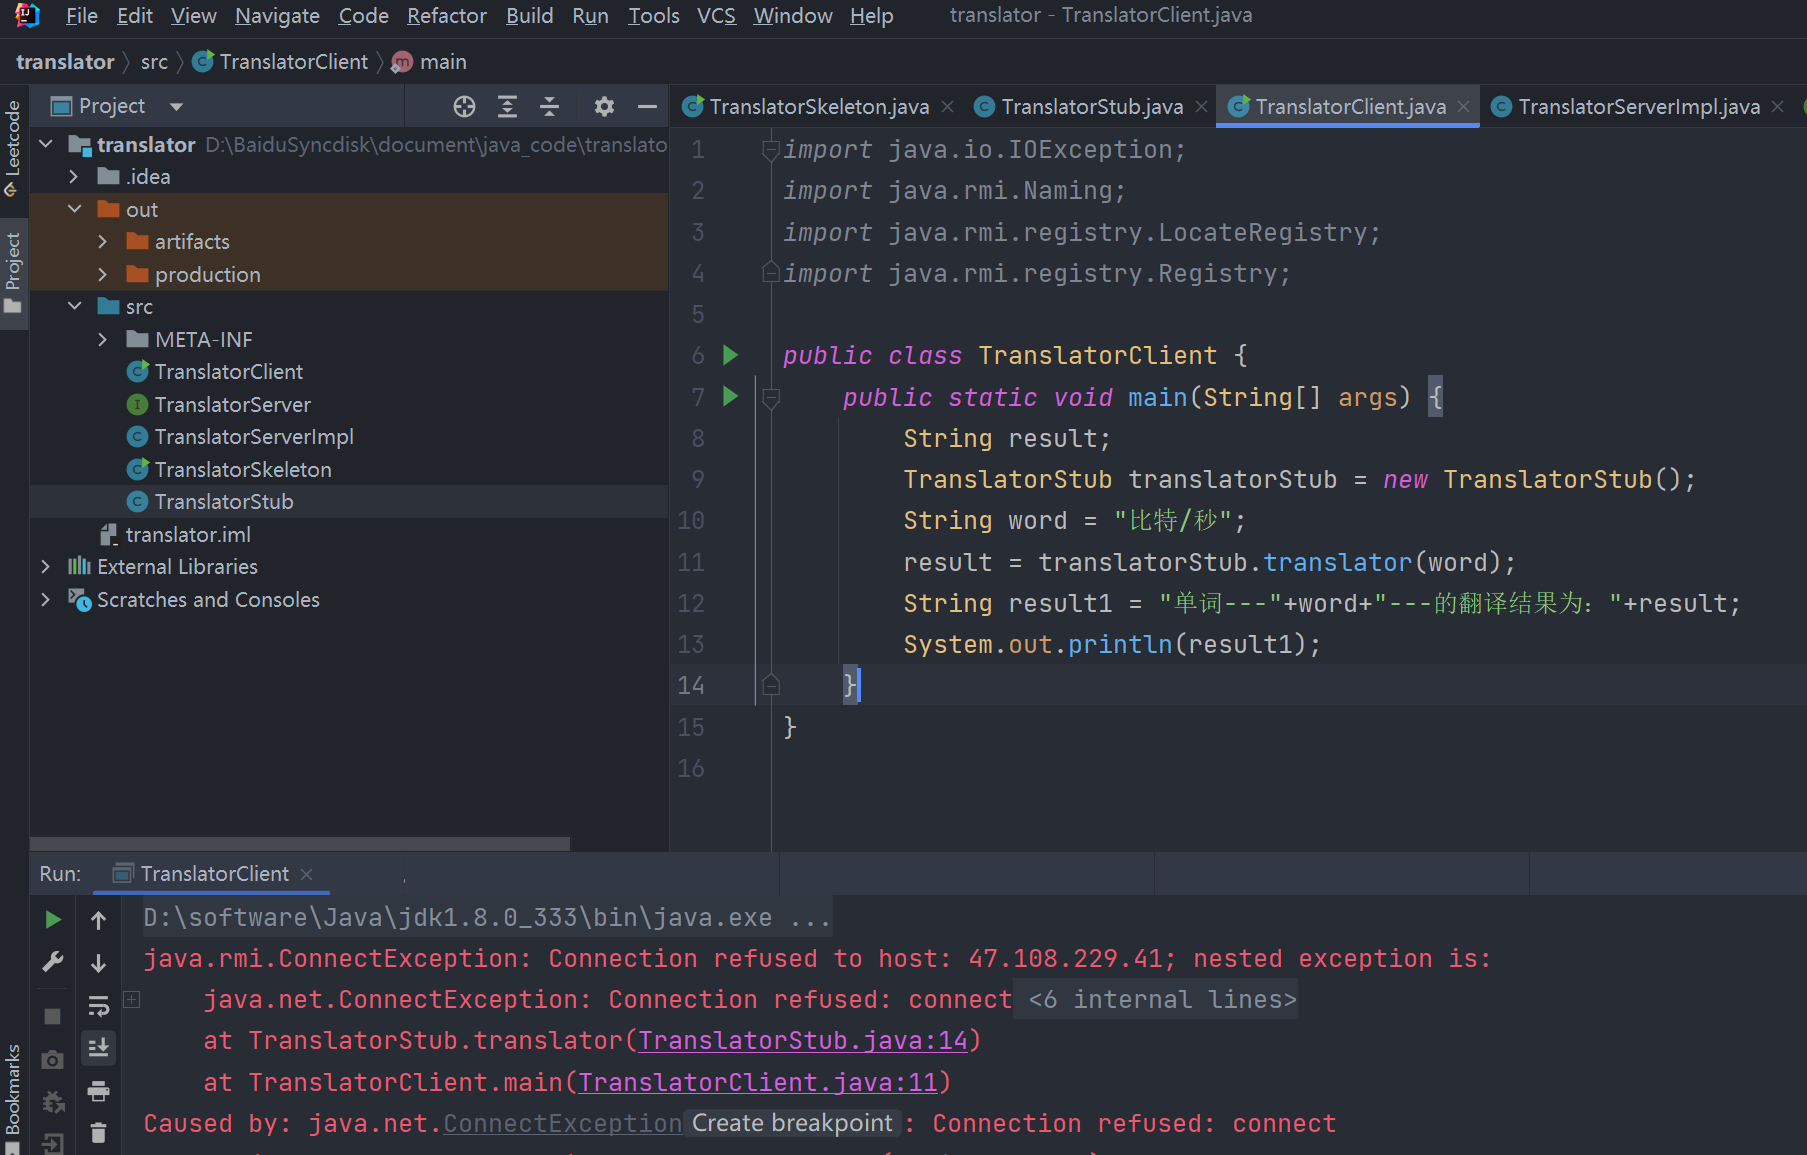 File Edit View Navigate Code Refactor Build Run Tools VCS Window Help translator - TranslatorClient.java
translator src TranslatorClient main
Leetcode
Project
Bookmarks
Project
translator D:\BaiduSyncdisk\document\java_code\translato
.idea
out
artifacts
production
src
META-INF
TranslatorClient
TranslatorServer
TranslatorServerImpl
TranslatorSkeleton
TranslatorStub
translator.iml
External Libraries
Scratches and Consoles
TranslatorSkeleton.java TranslatorStub.java TranslatorClient.java TranslatorServerImpl.java
1 import java.io.IOException;
2 import java.rmi.Naming;
3 import java.rmi.registry.LocateRegistry;
4 import java.rmi.registry.Registry;
5
6 public class TranslatorClient {
7 public static void main(String[] args) {
8 String result;
9 TranslatorStub translatorStub = new TranslatorStub();
10 String word = "比特/秒";
11 result = translatorStub.translator(word);
12 String result1 = "单词---"+word+"---的翻译结果为："+result;
13 System.out.println(result1);
14 }
15 }
16
Run: TranslatorClient
D:\software\Java\jdk1.8.0_333\bin\java.exe ...
java.rmi.ConnectException: Connection refused to host: 47.108.229.41; nested exception is:
java.net.ConnectException: Connection refused: connect <6 internal lines>
at TranslatorStub.translator(TranslatorStub.java:14)
at TranslatorClient.main(TranslatorClient.java:11)
Caused by: java.net.ConnectException Create breakpoint : Connection refused: connect